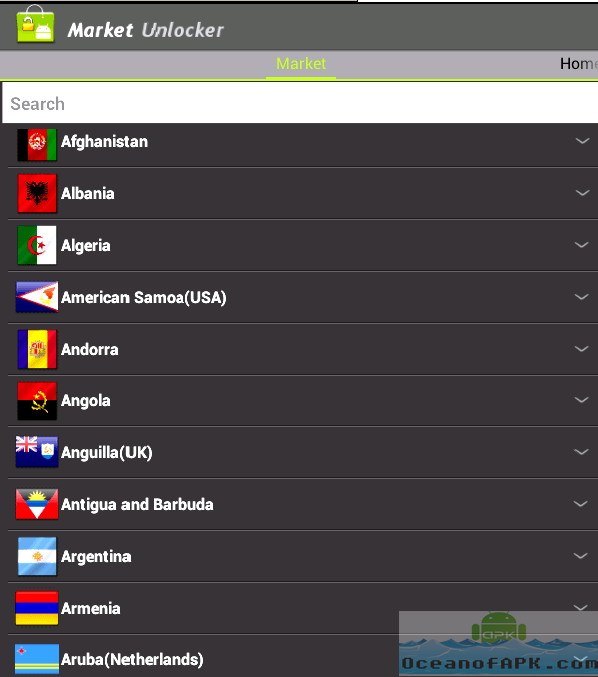 Market Unlocker
Market
Home
Search
Afghanistan
Albania
Algeria
American Samoa(USA)
Andorra
Angola
Anguilla(UK)
Antigua and Barbuda
Argentina
Armenia
APK
Aruba(Netherlands)
OceanofAPK.com